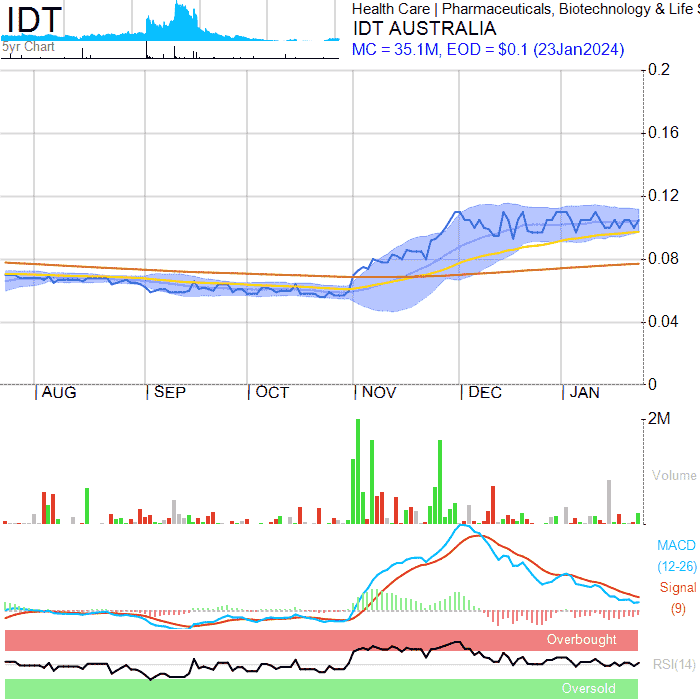 IDT
5yr Chart
Health Care | Pharmaceuticals, Biotechnology & Life S
IDT AUSTRALIA
MC = 35.1M, EOD = $0.1 (23Jan2024)
0.2
0.16
0.12
0.08
0.04
0
AUG SEP OCT NOV DEC JAN
2M
Volume
MACD
(12-26)
Signal
(9)
Overbought
RSI(14)
Oversold